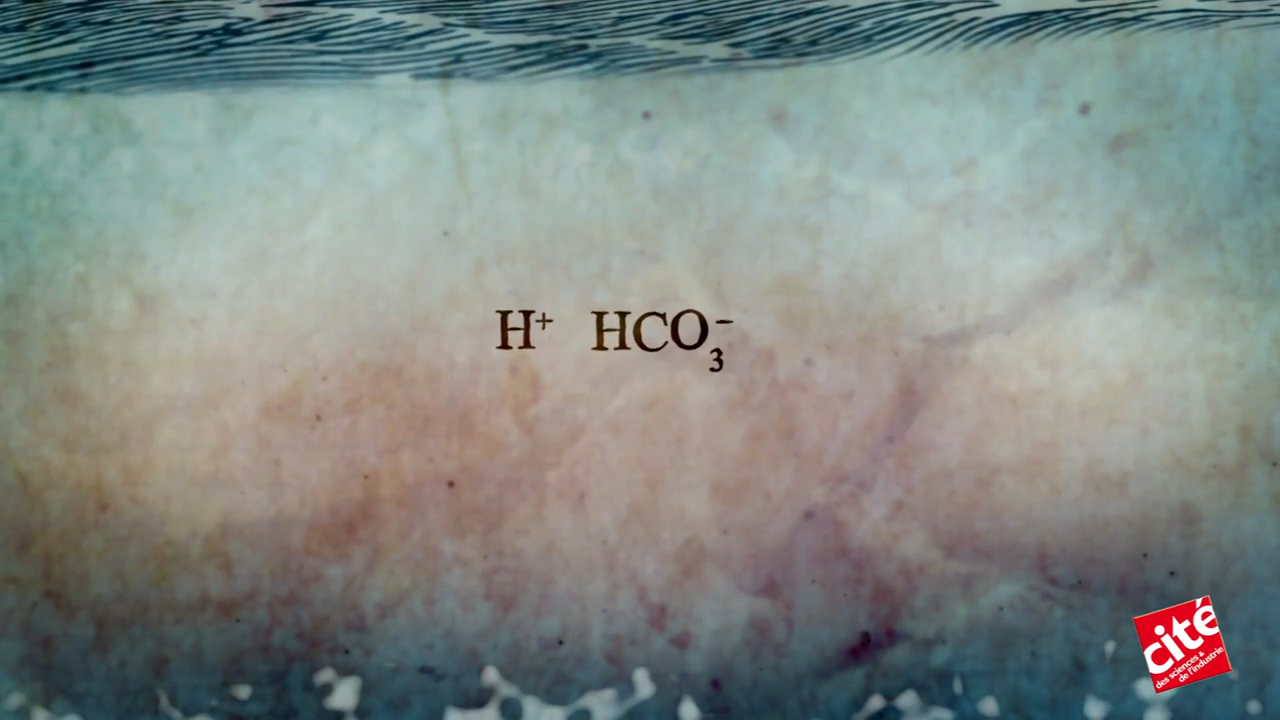 H⁺ HCO₃⁻
cité
des sciences &
de l'industrie